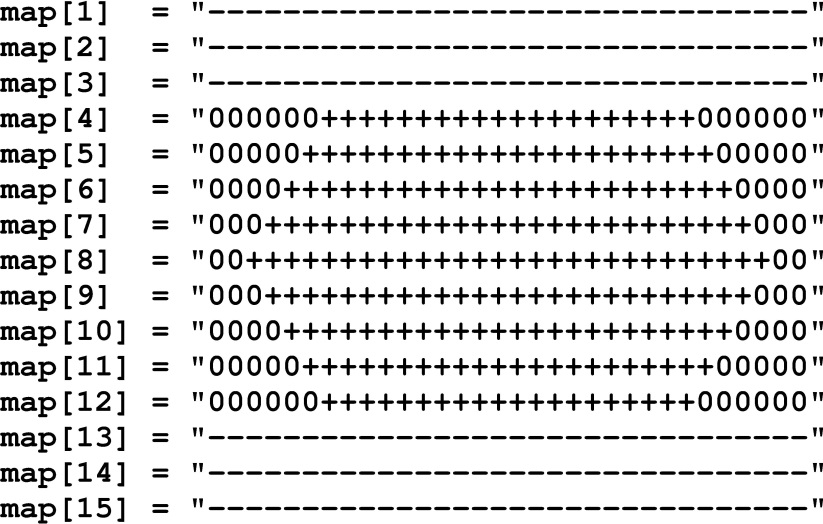 map[1]  = "--------------------------------"
map[2]  = "--------------------------------"
map[3]  = "--------------------------------"
map[4]  = "000000++++++++++++++++++++000000"
map[5]  = "00000++++++++++++++++++++++00000"
map[6]  = "0000++++++++++++++++++++++++0000"
map[7]  = "000++++++++++++++++++++++++++000"
map[8]  = "00++++++++++++++++++++++++++++00"
map[9]  = "000++++++++++++++++++++++++++000"
map[10] = "0000++++++++++++++++++++++++0000"
map[11] = "00000++++++++++++++++++++++00000"
map[12] = "000000++++++++++++++++++++000000"
map[13] = "--------------------------------"
map[14] = "--------------------------------"
map[15] = "--------------------------------"